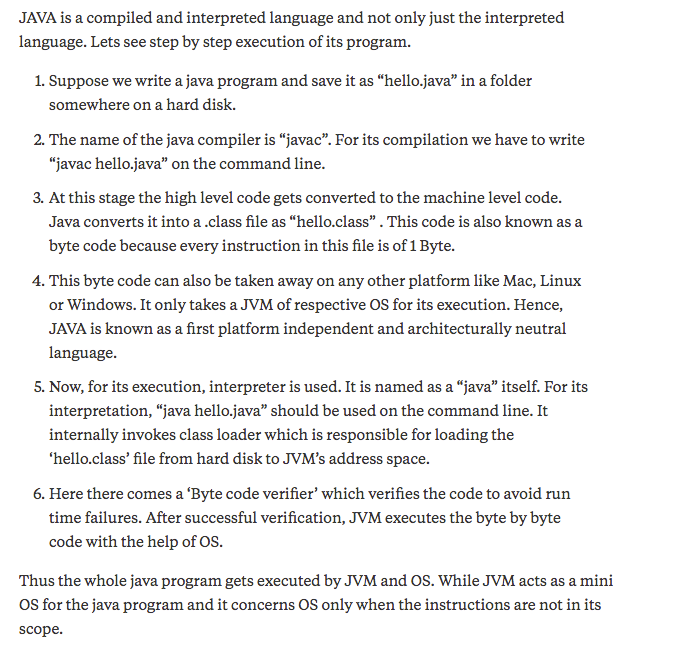 JAVA is a compiled and interpreted language and not only just the interpreted
language. Lets see step by step execution of its program.
1. Suppose we write a java program and save it as “hello.java” in a folder
somewhere on a hard disk.
2. The name of the java compiler is “javac”. For its compilation we have to write
“javac hello.java” on the command line.
3. At this stage the high level code gets converted to the machine level code.
Java converts it into a .class file as “hello.class” . This code is also known as a
byte code because every instruction in this file is of 1 Byte.
4. This byte code can also be taken away on any other platform like Mac, Linux
or Windows. It only takes a JVM of respective OS for its execution. Hence,
JAVA is known as a first platform independent and architecturally neutral
language.
5. Now, for its execution, interpreter is used. It is named as a “java” itself. For its
interpretation, “java hello.java” should be used on the command line. It
internally invokes class loader which is responsible for loading the
‘hello.class’ file from hard disk to JVM’s address space.
6. Here there comes a ‘Byte code verifier’ which verifies the code to avoid run
time failures. After successful verification, JVM executes the byte by byte
code with the help of OS.
Thus the whole java program gets executed by JVM and OS. While JVM acts as a mini
OS for the java program and it concerns OS only when the instructions are not in its
scope.